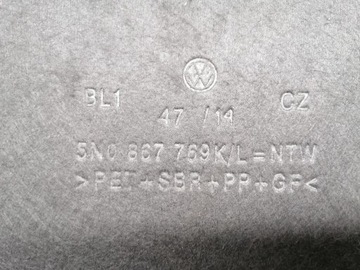 BL1 CZ
47 /14
5N0 867 769K/L=NTW
>PET+SBR+PP+GF<